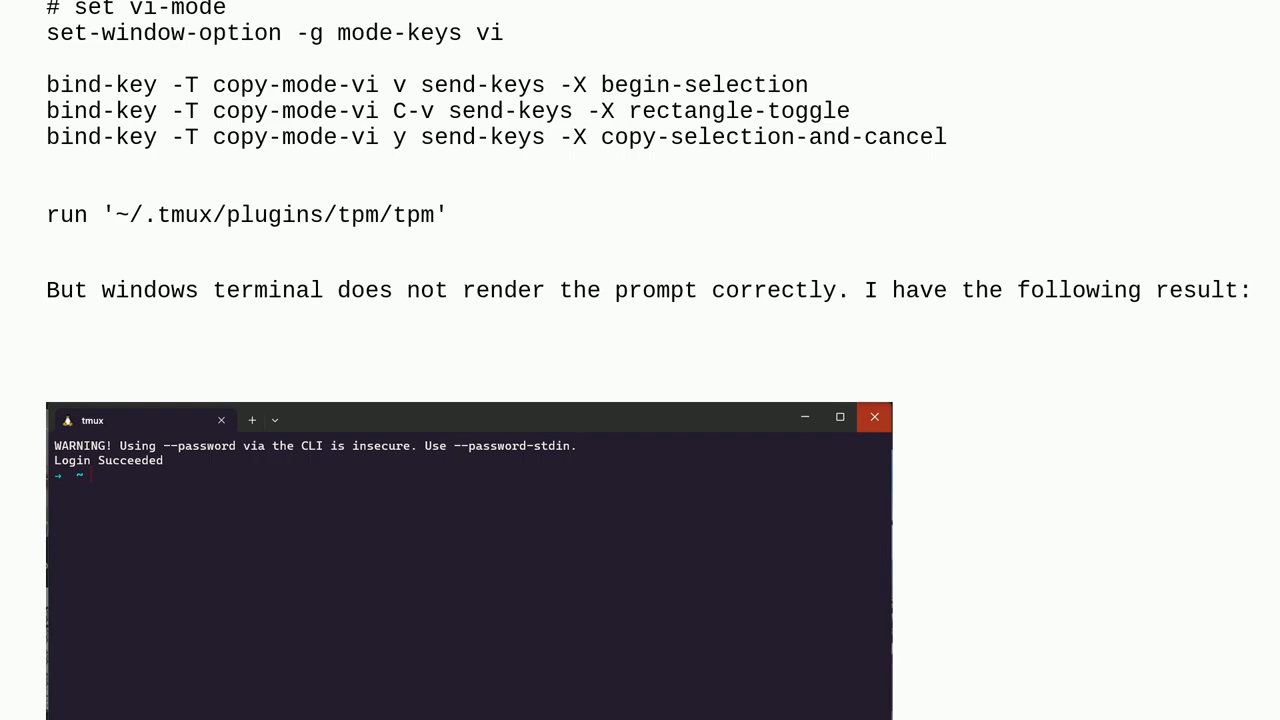 # set vi-mode
set-window-option -g mode-keys vi
bind-key -T copy-mode-vi v send-keys -X begin-selection
bind-key -T copy-mode-vi C-v send-keys -X rectangle-toggle
bind-key -T copy-mode-vi y send-keys -X copy-selection-and-cancel
run '~/.tmux/plugins/tpm/tpm'
But windows terminal does not render the prompt correctly. I have the following result:
tmux
WARNING! Using --password via the CLI is insecure. Use --password-stdin.
Login Succeeded
→ ~